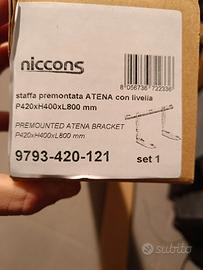 niccons
8 056736 722336
staffa premontata ATENA con livella
P420xH400xL800 mm
PREMOUNTED ATENA BRACKET
P420xH400xL800 mm
9793-420-121
set 1
subito